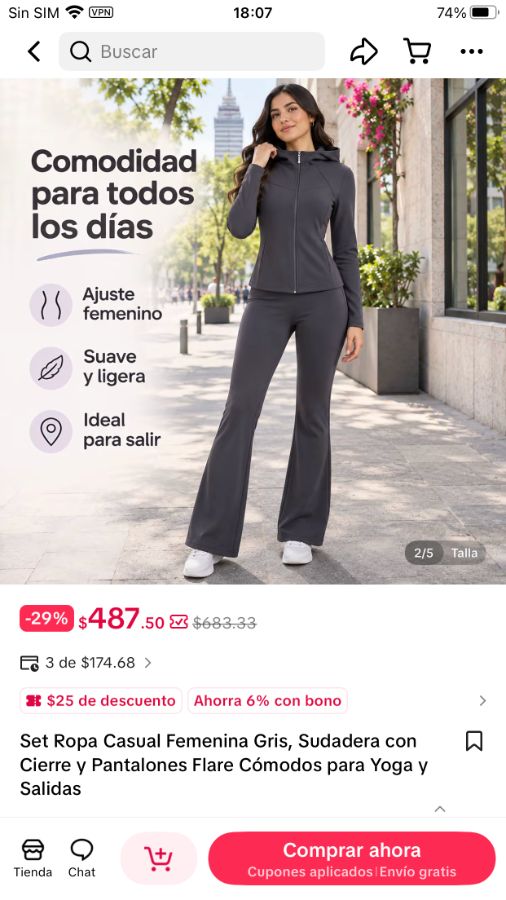 Sin SIM VPN 18:07 74%
Buscar
Comodidad
para todos
los días
Ajuste
femenino
Suave
y ligera
Ideal
para salir
2/5 Talla
-29% $487.50 $683.33
3 de $174.68
$25 de descuento Ahorra 6% con bono
Set Ropa Casual Femenina Gris, Sudadera con
Cierre y Pantalones Flare Cómodos para Yoga y
Salidas
Tienda
Chat
Comprar ahora
Cupones aplicados | Envío gratis